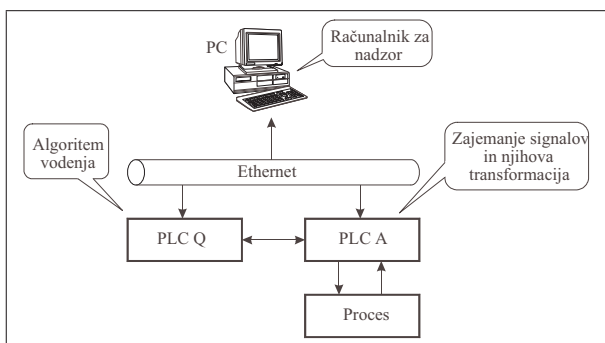 PC
Računalnik za
nadzor
Algoritem
vodenja
Zajemanje signalov
in njihova
transformacija
Ethernet
PLC Q
PLC A
Proces